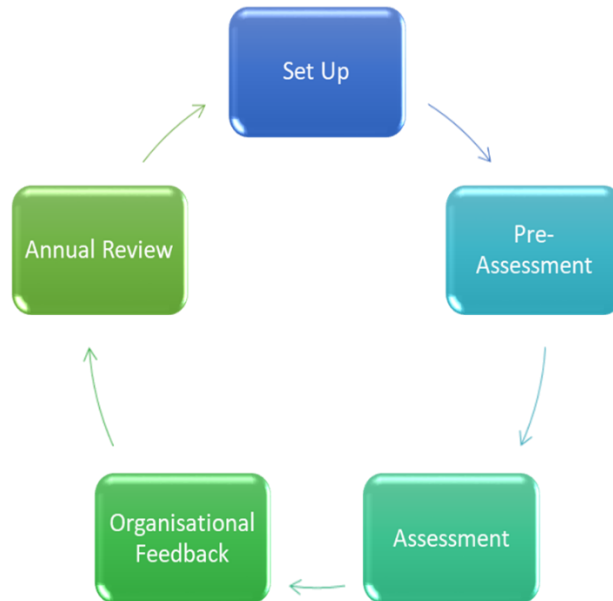 Set Up
Pre-
Assessment
Assessment
Organisational
Feedback
Annual Review